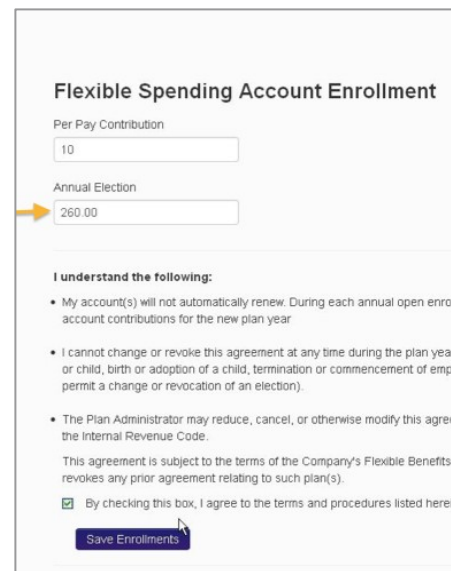 Flexible Spending Account Enrollment
Per Pay Contribution
10
Annual Election
260.00
I understand the following:
• My account(s) will not automatically renew. During each annual open enro
account contributions for the new plan year
• I cannot change or revoke this agreement at any time during the plan yea
or child, birth or adoption of a child, termination or commencement of emp
permit a change or revocation of an election).
• The Plan Administrator may reduce, cancel, or otherwise modify this agre
the Internal Revenue Code.
This agreement is subject to the terms of the Company's Flexible Benefits
revokes any prior agreement relating to such plan(s).
By checking this box, I agree to the terms and procedures listed herei
Save Enrollments